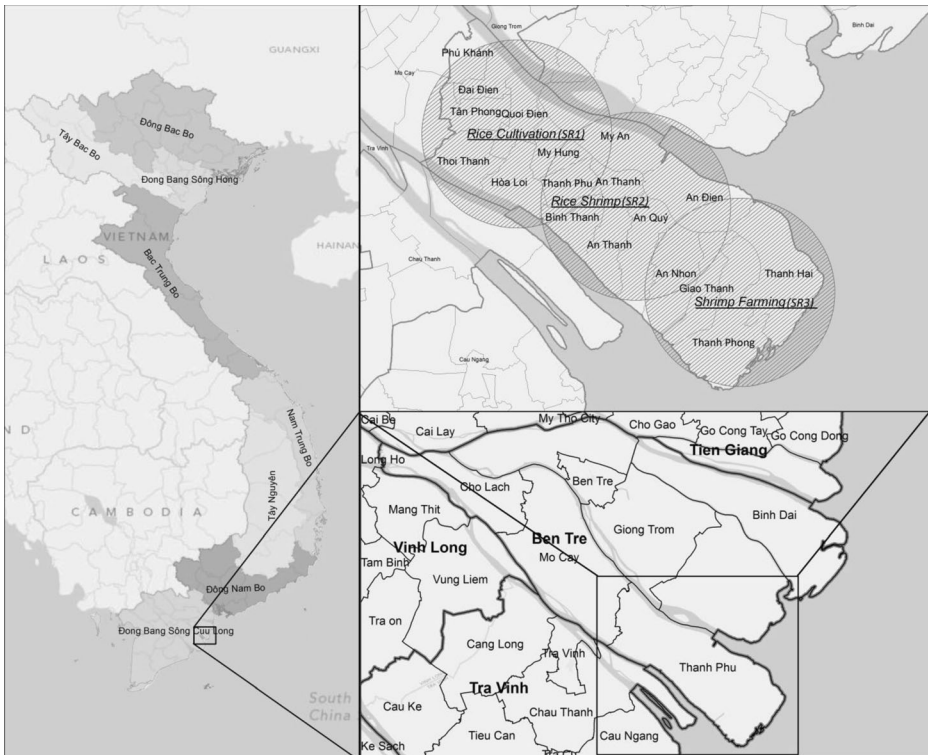 GUANGXI
Đông Bac Bo
Tây Bac Bo
Đong Bang Sông Hong
VIETNAM
LAOS
HAINAN
Bac Trung Bo
Nam Trung Bo
ND
Tây Nguyên
CAMBODIA
Đông Nam Bo
Đong Bang Sông Cuu Long
South
China
Giong Trom
Binh Dai
Phú Khánh
Mo Cay
Đai Đien
Tân Phong Quoi Đien
Rice Cultivation (SR1)
My An
Tra Vinh
My Hung
Thoi Thanh
Hòa Loi
Thanh Phu
An Thanh
An Đien
Rice Shrimp (SR2)
Binh Thanh
An Quý
An Thanh
Chau Thanh
An Nhon
Thanh Hai
Giao Thanh
Shrimp Farming (SR3)
Thanh Phong
Cau Ngang
Cai Be
Cai Lay
My Tho City
Cho Gao
Go Cong Tay
Go Cong Dong
Tien Giang
Long Ho
Cho Lach
Ben Tre
Mang Thit
Binh Dai
Giong Trom
Ben Tre
Mo Cay
Vinh Long
Tam Binh
Vung Liem
Tra on
Cang Long
Tra Vinh
Thanh Phu
Tra Vinh
Cau Ke
Chau Thanh
Tieu Can
Cau Ngang
Ke Sach